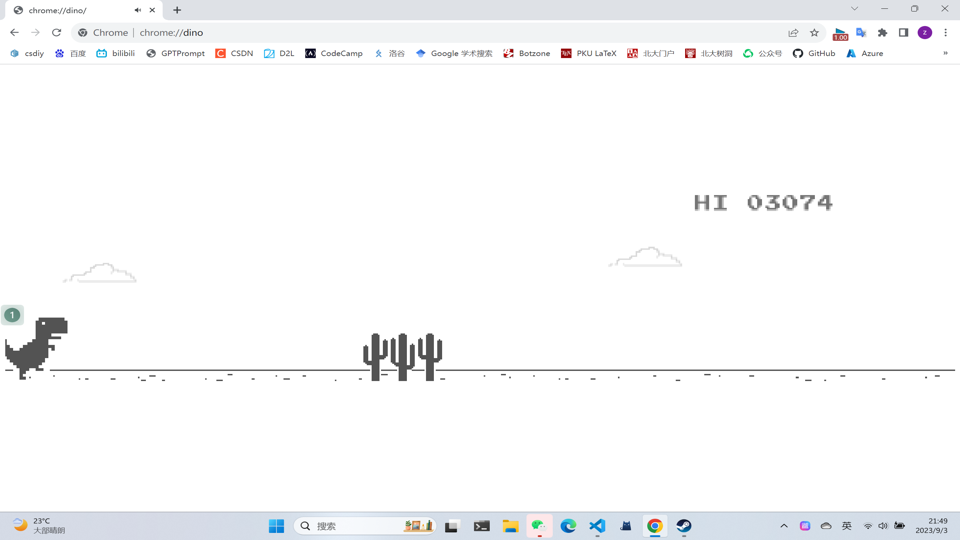 chrome://dino/
Chrome | chrome://dino
1.00
z
csdiy 百度 bilibili GPTPrompt CSDN D2L CodeCamp 洛谷 Google 学术搜索 Botzone PKU LaTeX 北大门户 北大树洞 公众号 GitHub Azure »
HI 03074
1
23°C
大部晴朗
搜索
英
21:49
2023/9/3